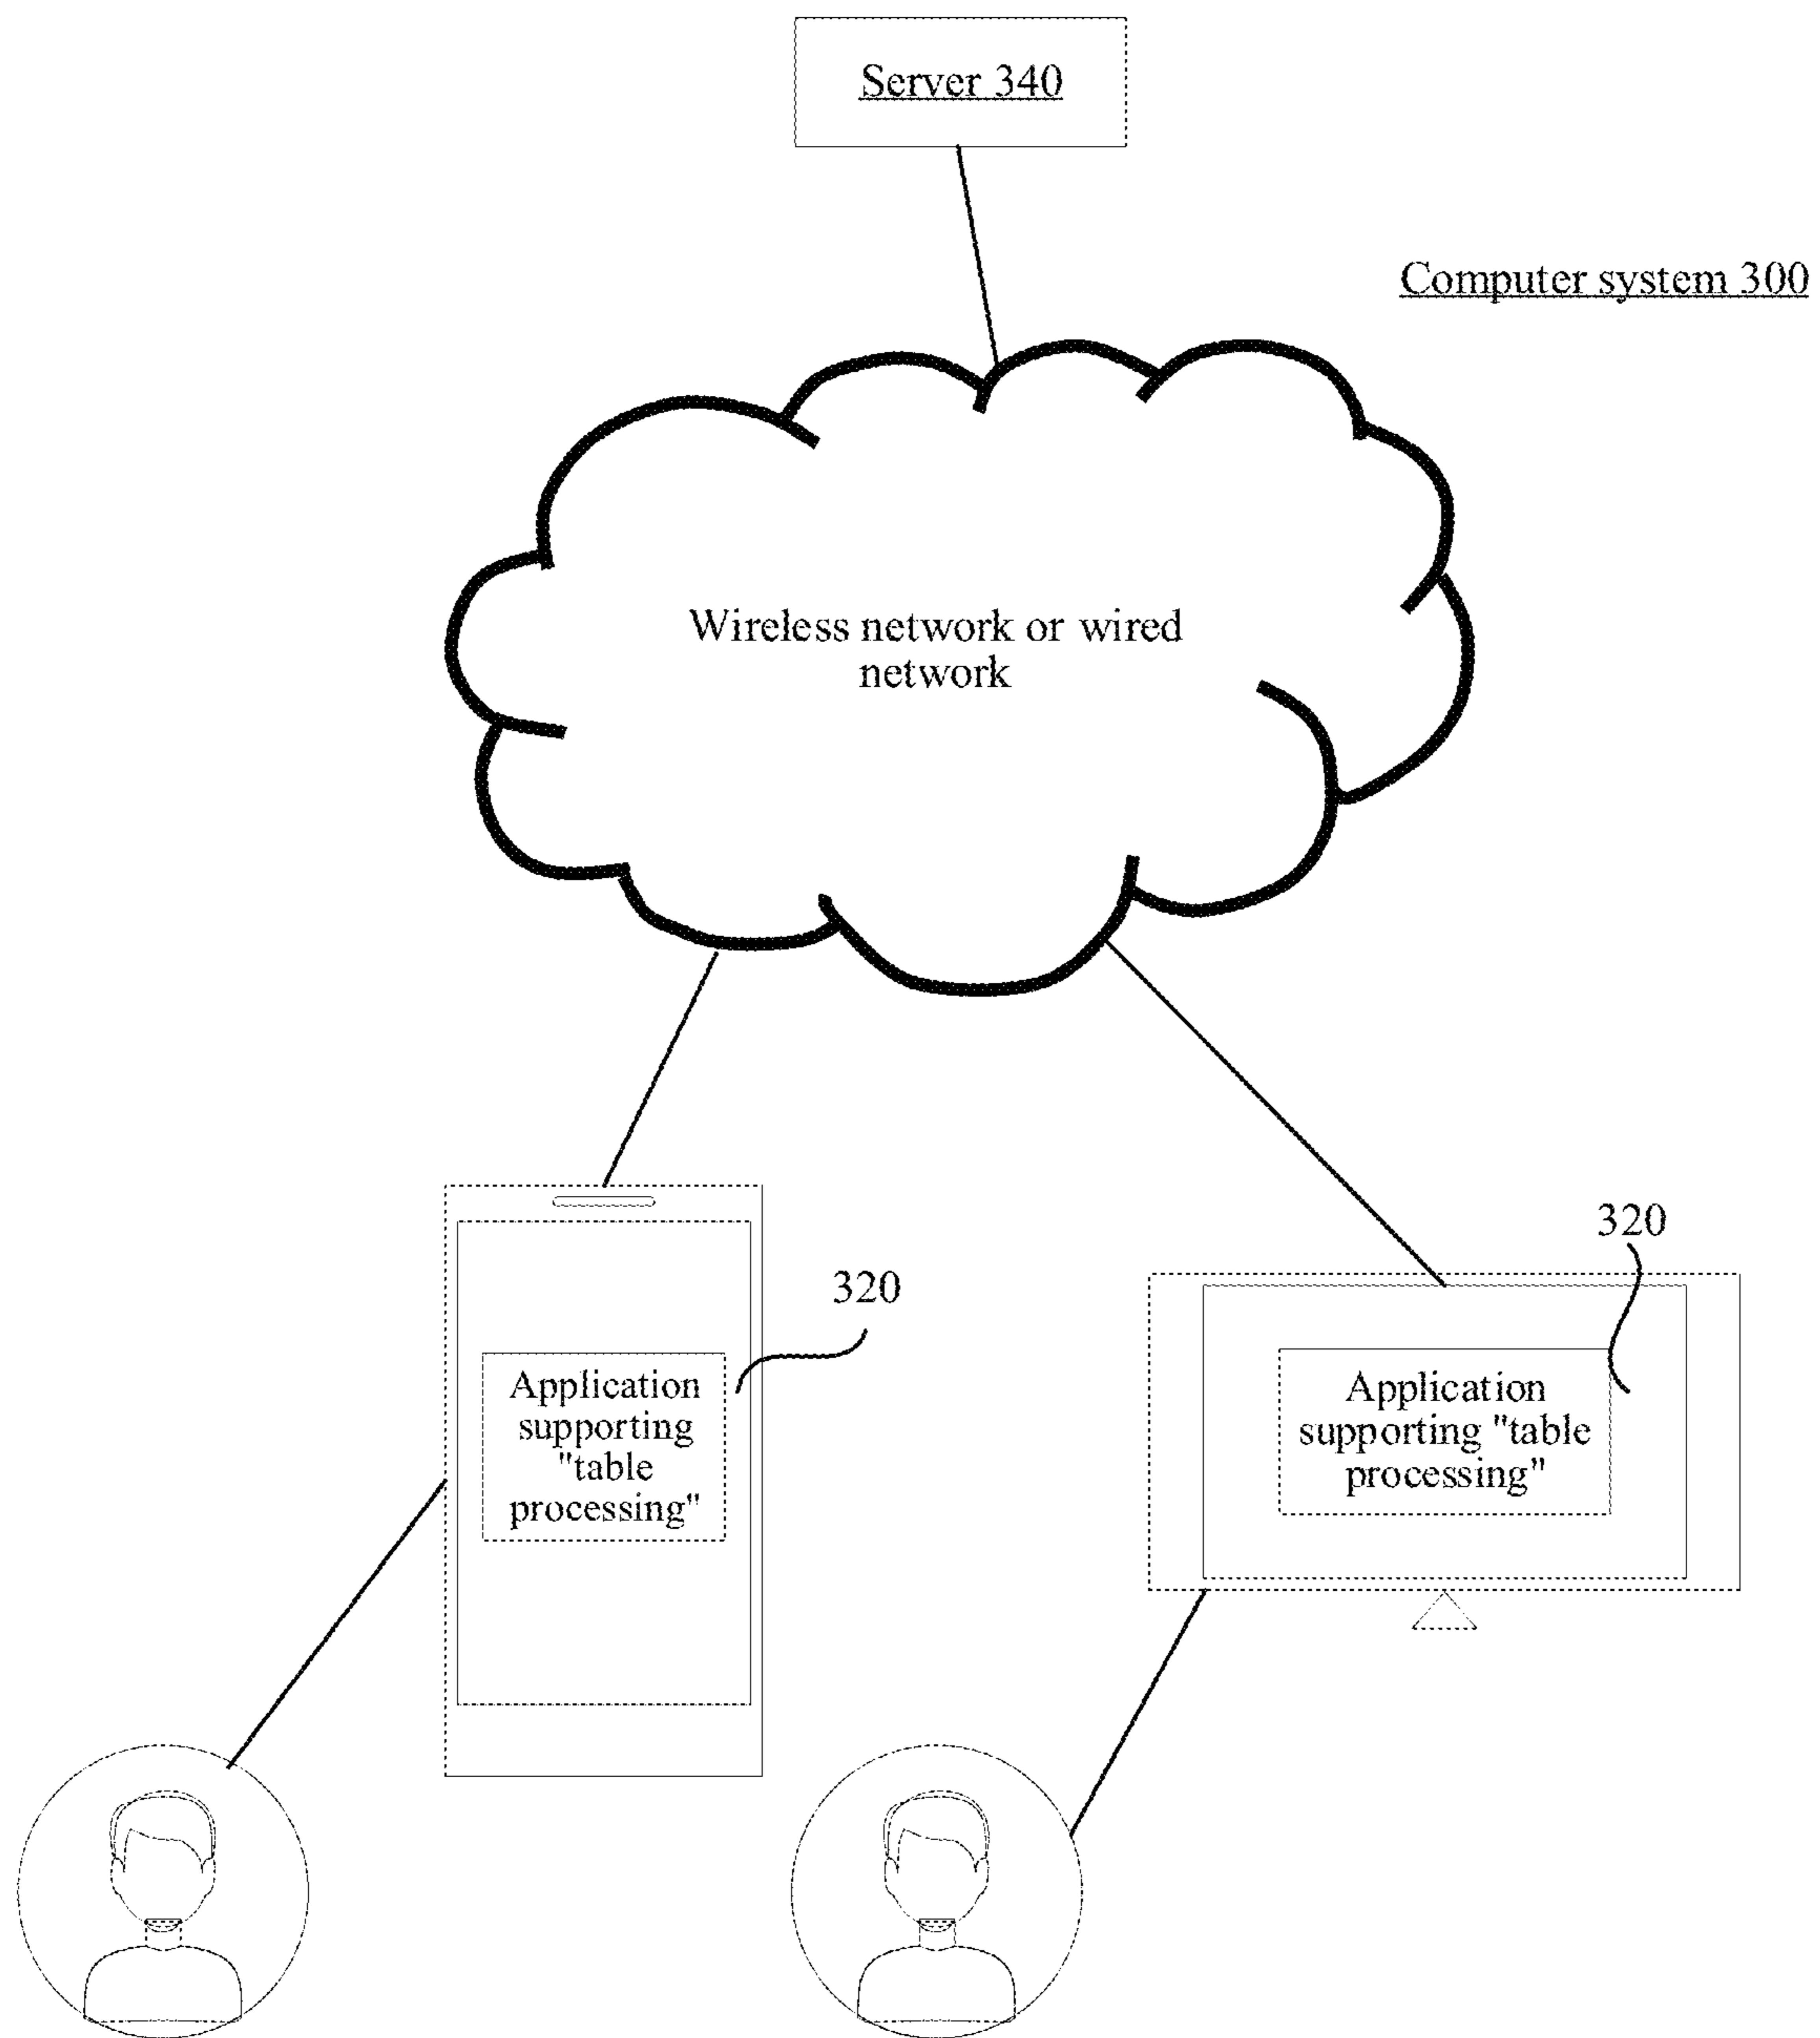 Server 340
Computer system 300
Wireless network or wired
network
320
320
Application
supporting
"table
processing"
Application
supporting "table
processing"